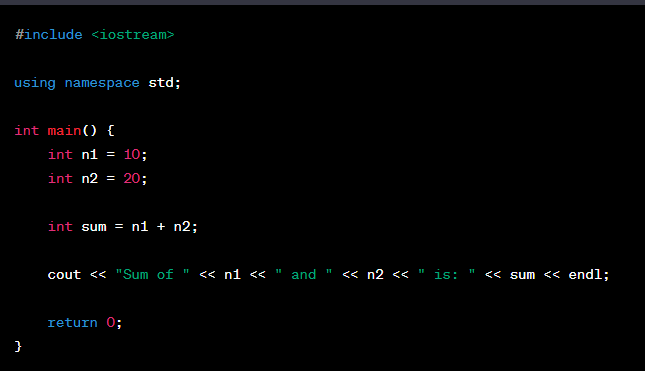 #include <iostream>
using namespace std;
int main() {
int n1 = 10;
int n2 = 20;
int sum = n1 + n2;
cout << "Sum of " << n1 << " and " << n2 << " is: " << sum << endl;
return 0;
}